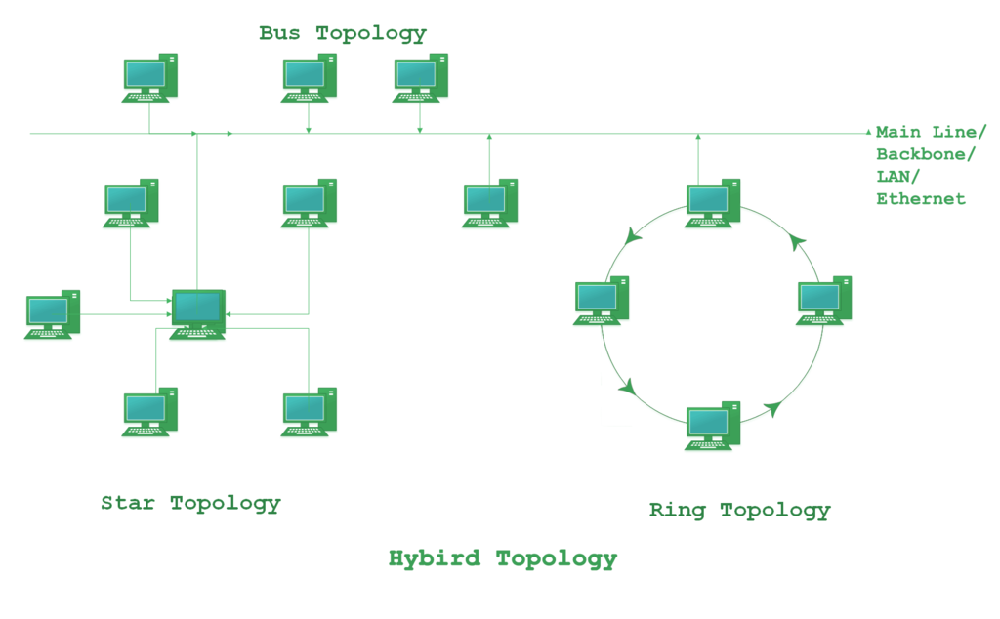 Bus Topology
Main Line/
Backbone/
LAN/
Ethernet
Star Topology
Ring Topology
Hybird Topology